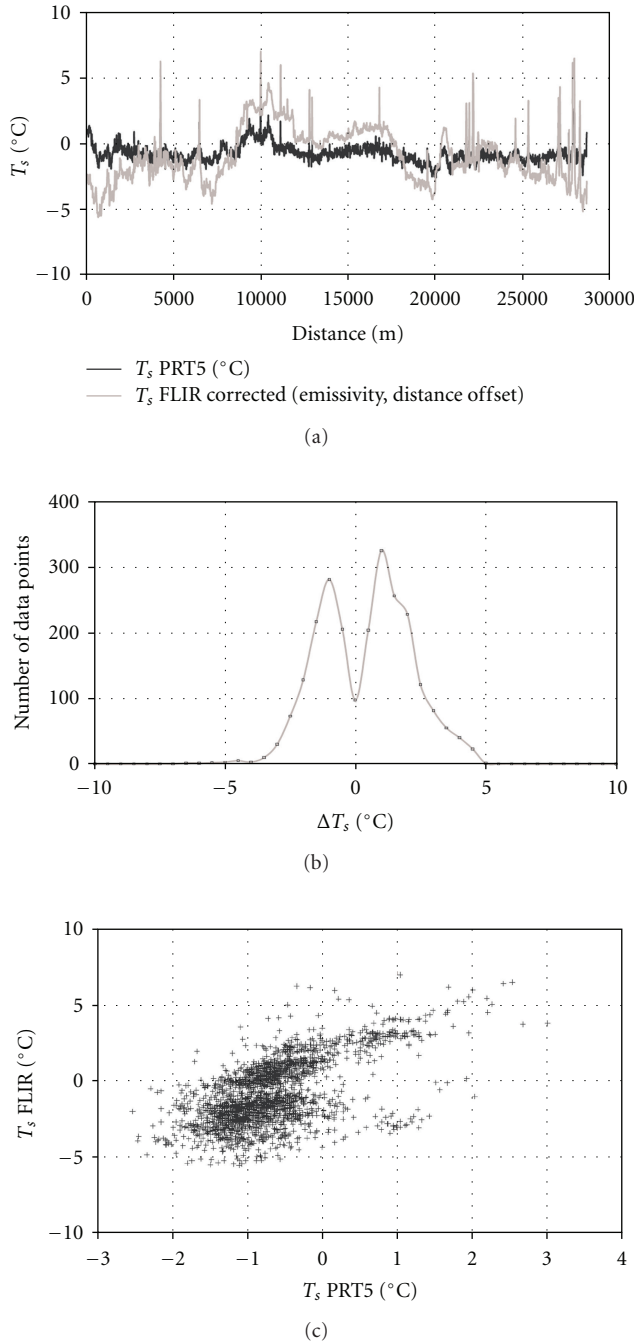 10
5
0
−5
−10
T_s (°C)
0 5000 10000 15000 20000 25000 30000
Distance (m)
T_s PRT5 (°C)
T_s FLIR corrected (emissivity, distance offset)
(a)
400
300
200
100
0
Number of data points
−10 −5 0 5 10
ΔT_s (°C)
(b)
10
5
0
−5
−10
T_s FLIR (°C)
−3 −2 −1 0 1 2 3 4
T_s PRT5 (°C)
(c)